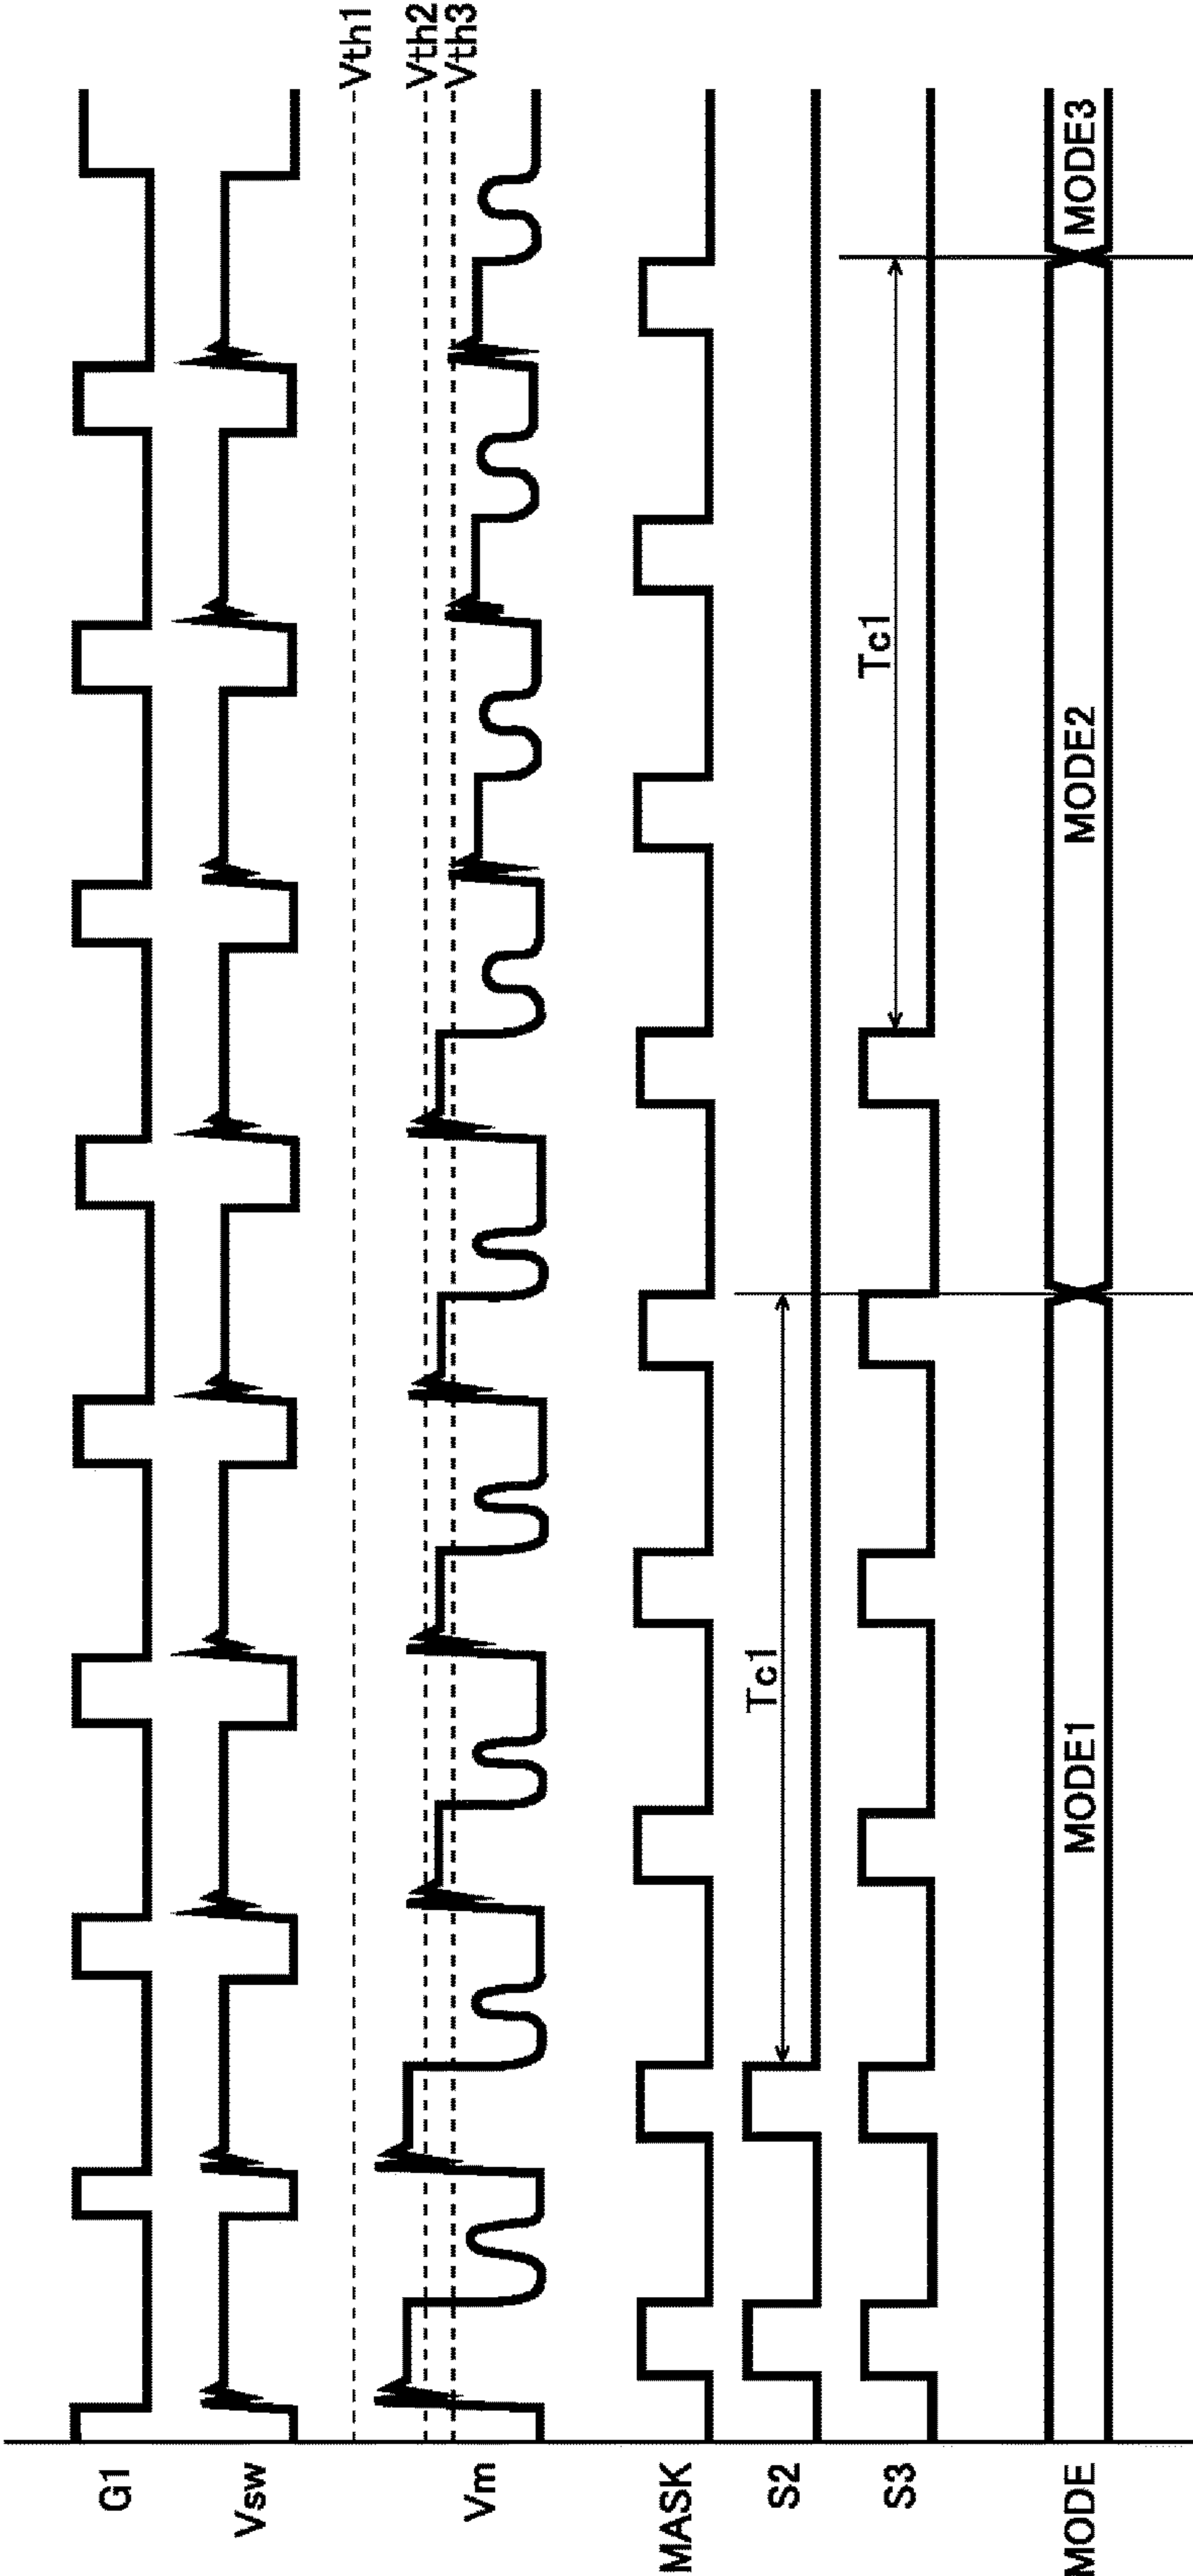 G1
Vsw
Vth1
Vth2
Vth3
Vm
MASK
S2
Tc1
S3
Tc1
MODE
MODE1
MODE2
MODE3